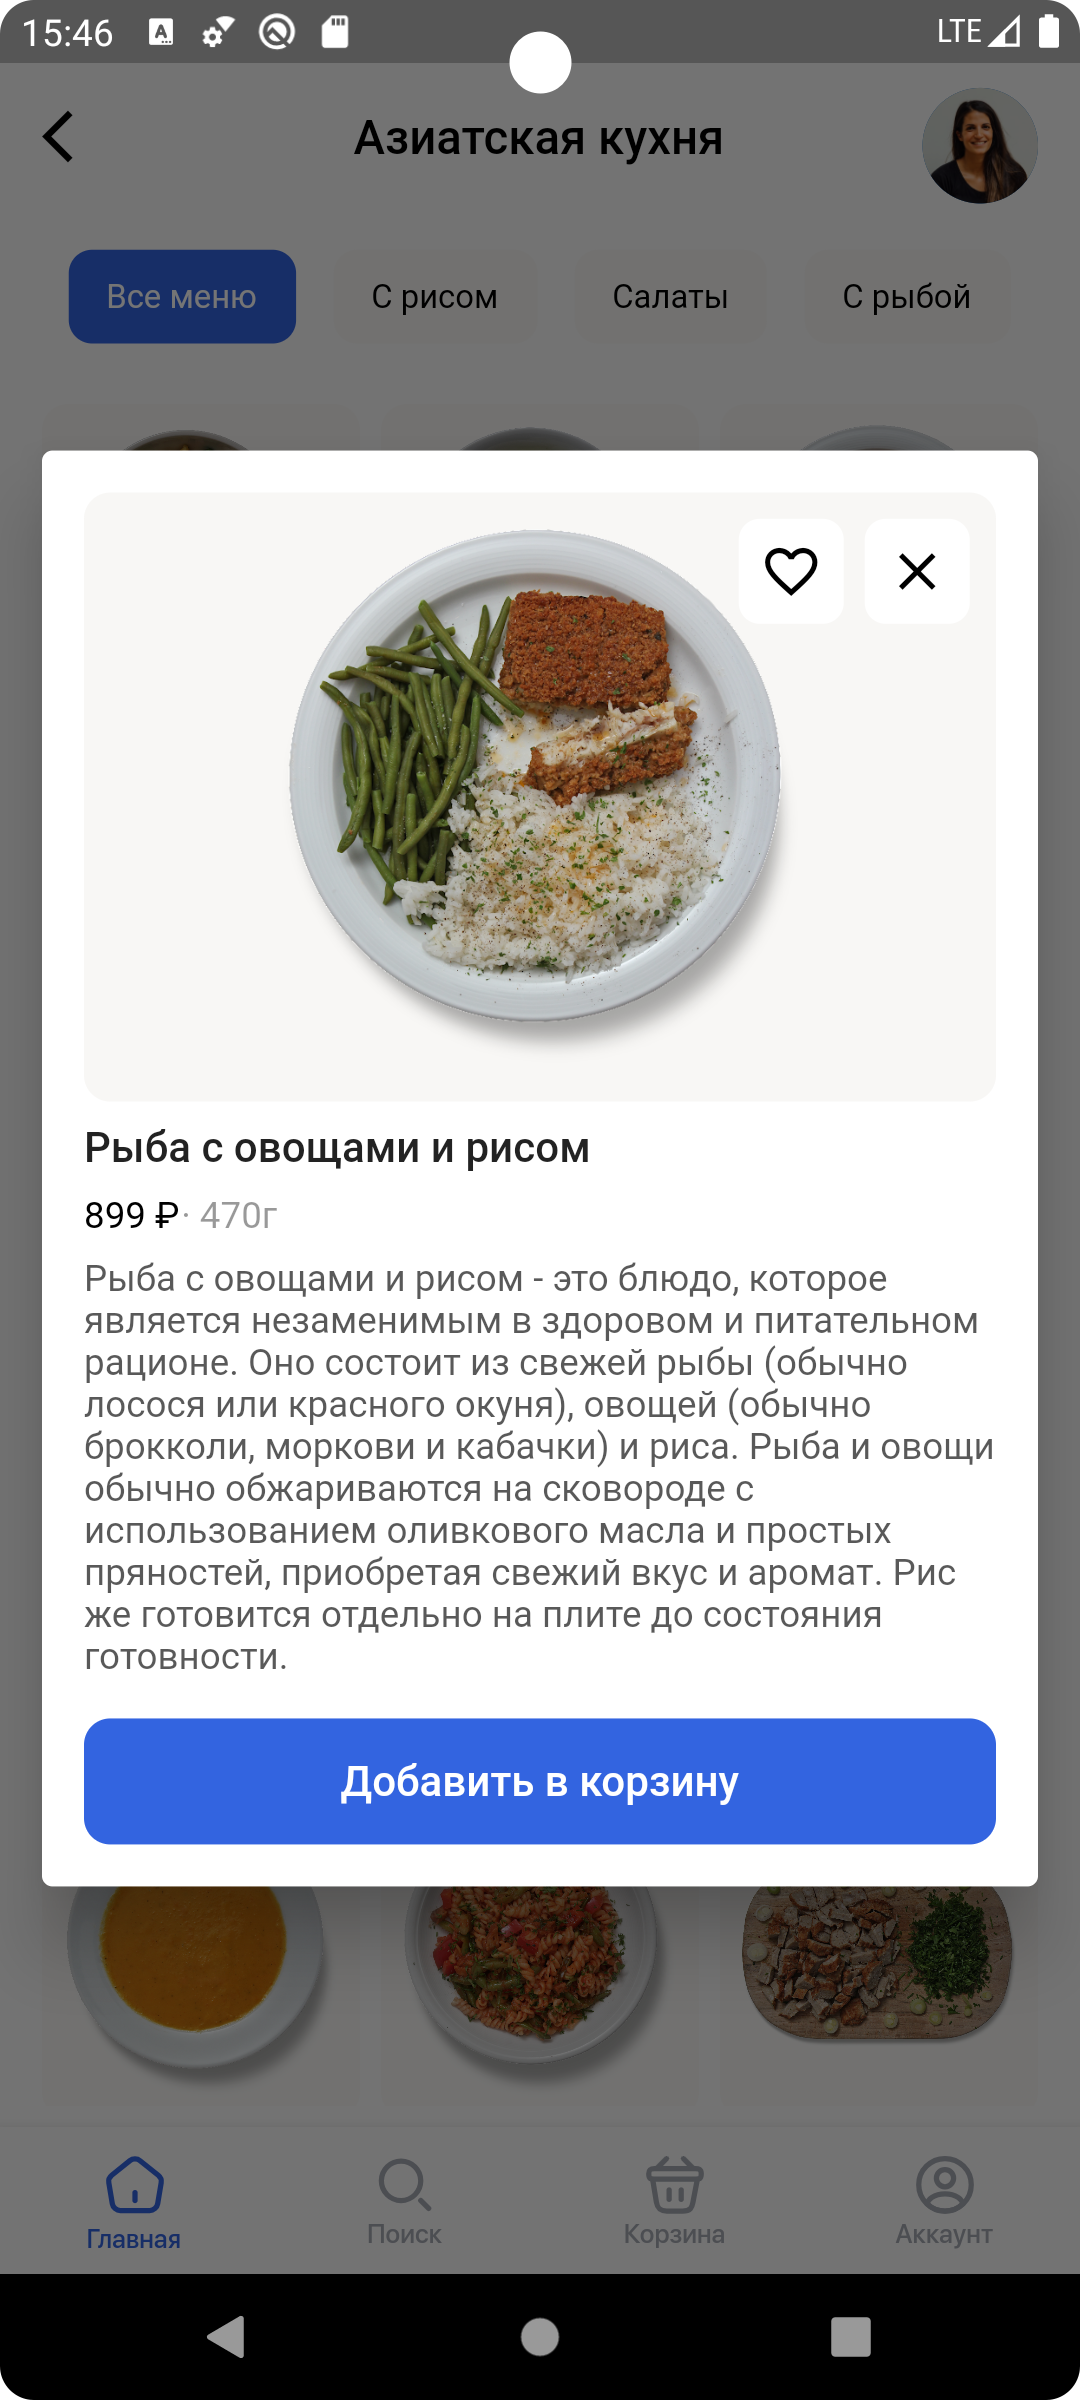 15:46
LTE
Азиатская кухня
Все меню
С рисом
Салаты
С рыбой
Рыба с овощами и рисом
899 ₽ · 470г
Рыба с овощами и рисом - это блюдо, которое
является незаменимым в здоровом и питательном
рационе. Оно состоит из свежей рыбы (обычно
лосося или красного окуня), овощей (обычно
брокколи, моркови и кабачки) и риса. Рыба и овощи
обычно обжариваются на сковороде с
использованием оливкового масла и простых
пряностей, приобретая свежий вкус и аромат. Рис
же готовится отдельно на плите до состояния
готовности.
Добавить в корзину
Главная
Поиск
Корзина
Аккаунт